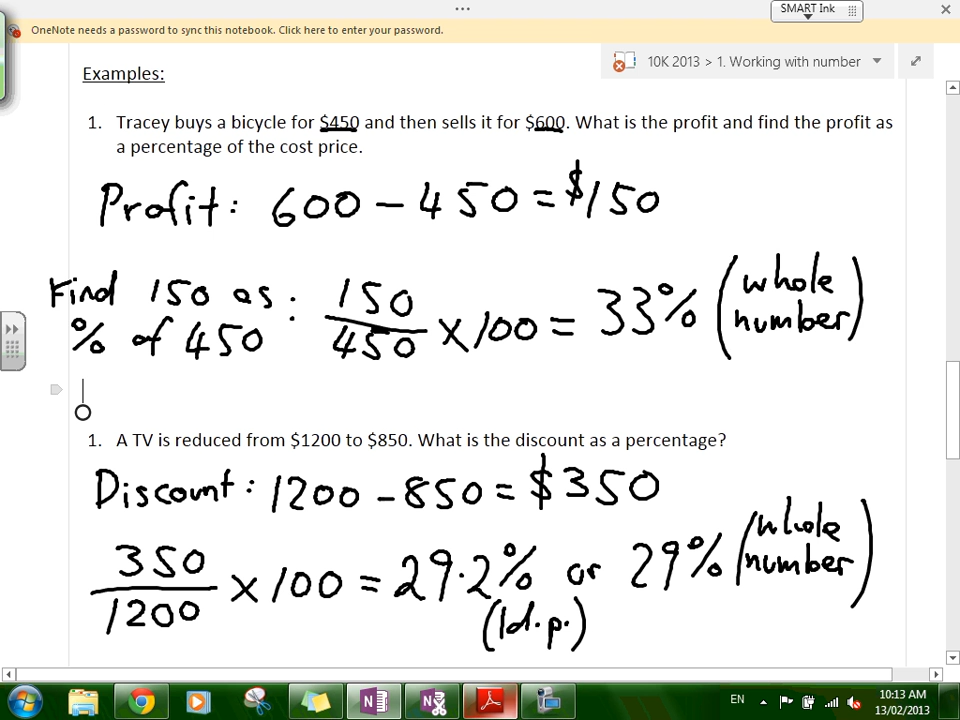 SMART Ink
OneNote needs a password to sync this notebook. Click here to enter your password.
10K 2013 > 1. Working with number
Examples:
1. Tracey buys a bicycle for $450 and then sells it for $600. What is the profit and find the profit as
a percentage of the cost price.
Profit: 600 - 450 = $150
Find 150 as : 150/450 x 100 = 33% (whole number)
% of 450
1. A TV is reduced from $1200 to $850. What is the discount as a percentage?
Discount: 1200 - 850 = $350
350/1200 x 100 = 29.2% or 29% (whole number)
(1d.p.)
EN
10:13 AM
13/02/2013